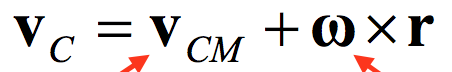 v_C = v_CM + ω × r